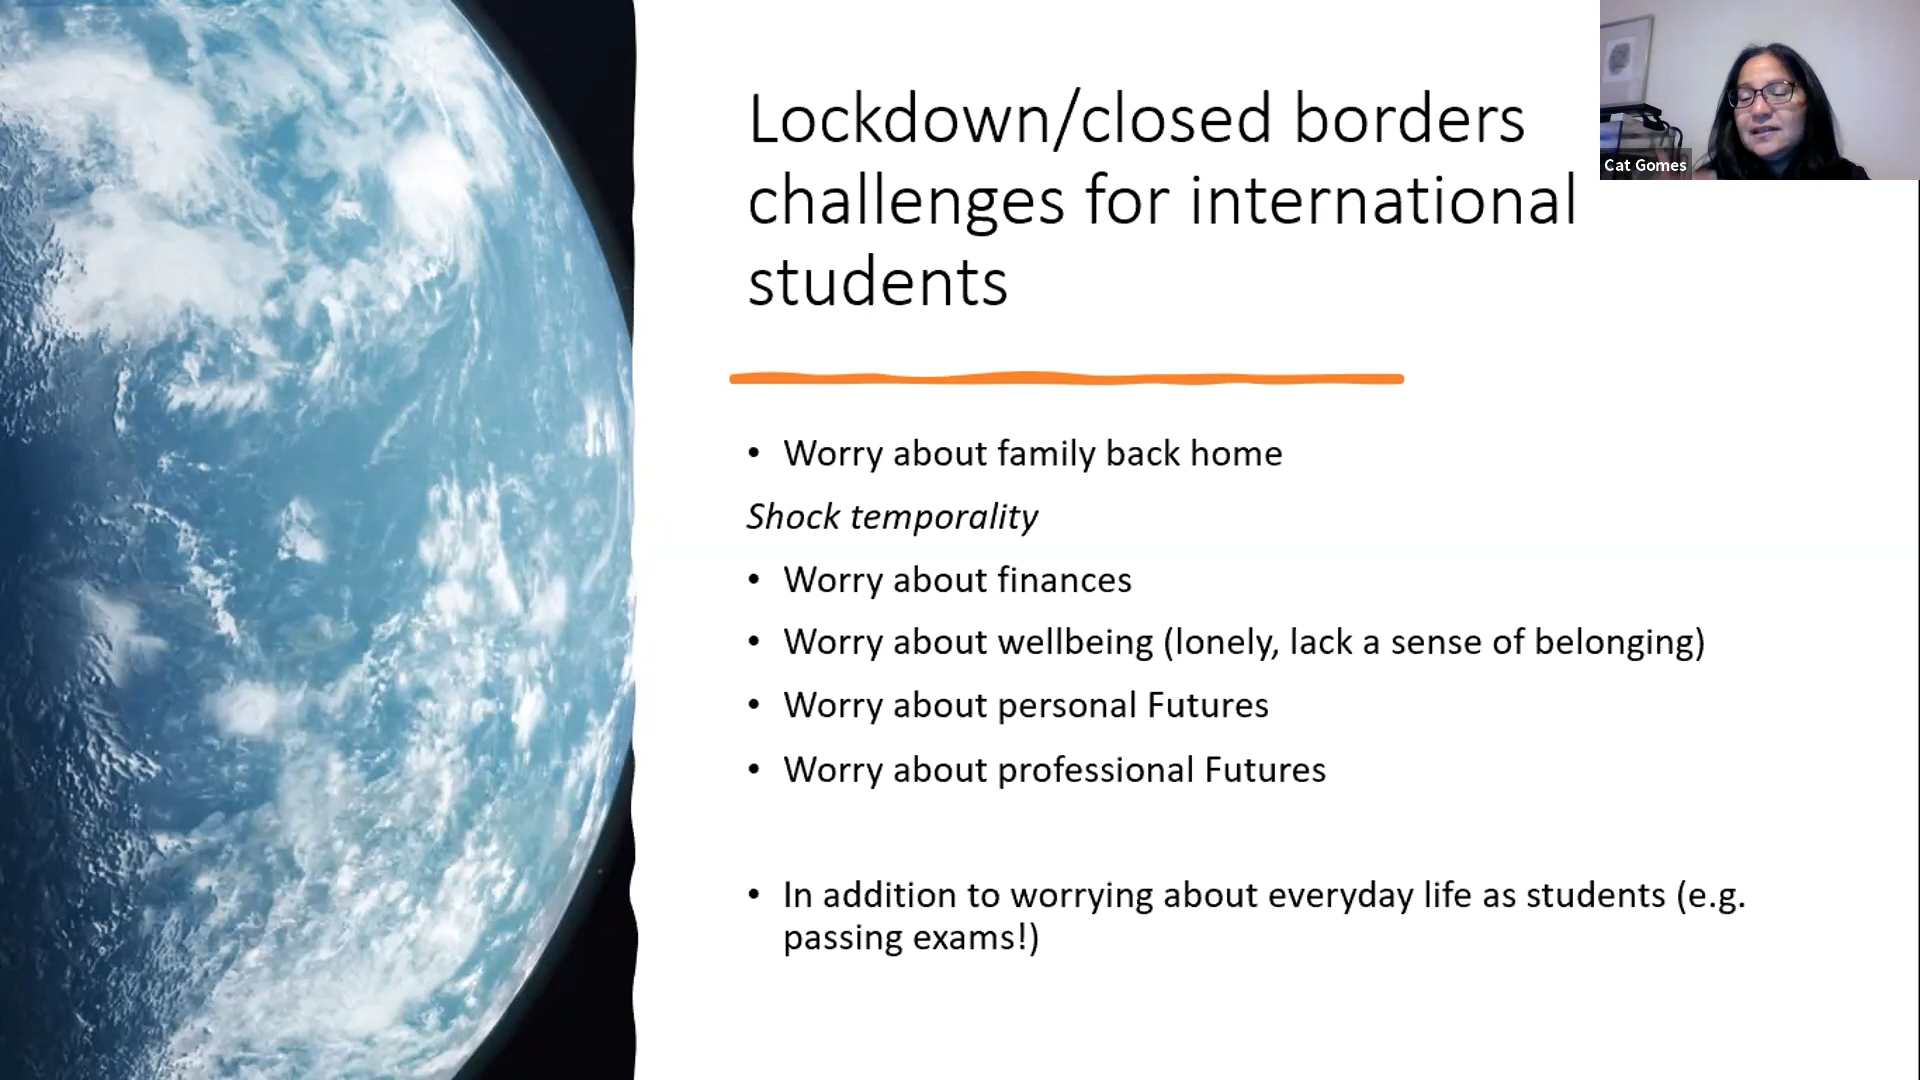 Lockdown/closed borders
challenges for international
students
Cat Gomes
• Worry about family back home
Shock temporality
• Worry about finances
• Worry about wellbeing (lonely, lack a sense of belonging)
• Worry about personal Futures
• Worry about professional Futures
• In addition to worrying about everyday life as students (e.g.
passing exams!)